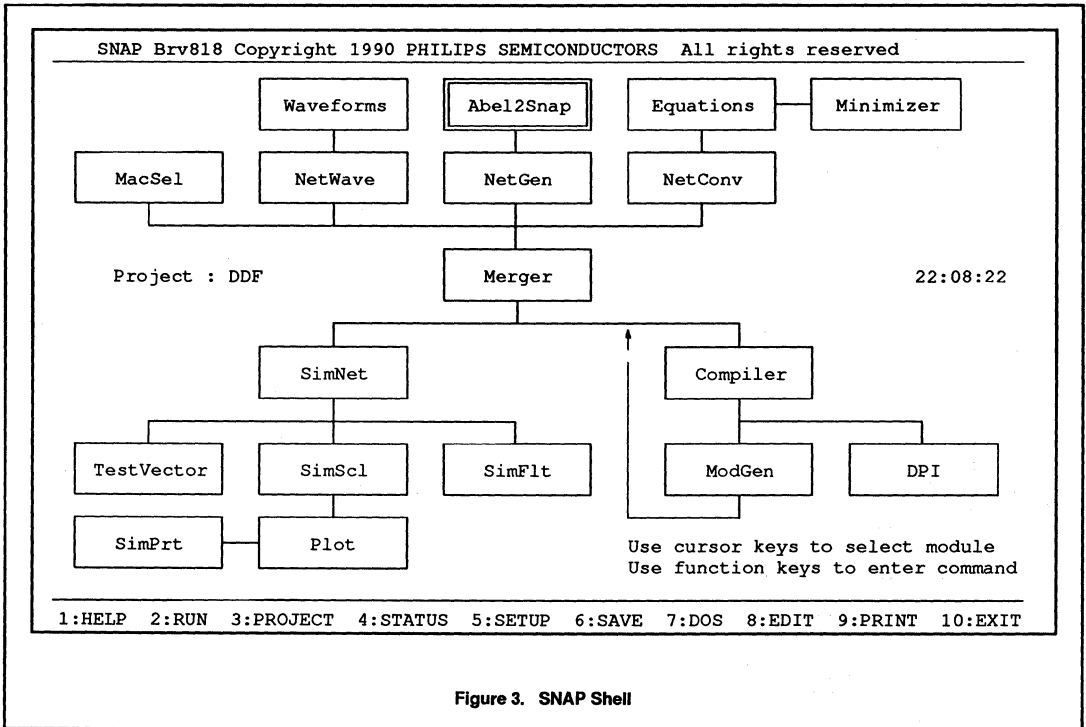 SNAP Brv818 Copyright 1990 PHILIPS SEMICONDUCTORS All rights reserved
Waveforms Abel2Snap Equations Minimizer
MacSel NetWave NetGen NetConv
Project : DDF Merger 22:08:22
SimNet Compiler
TestVector SimScl SimFlt ModGen DPI
SimPrt Plot
Use cursor keys to select module
Use function keys to enter command
1:HELP 2:RUN 3:PROJECT 4:STATUS 5:SETUP 6:SAVE 7:DOS 8:EDIT 9:PRINT 10:EXIT
Figure 3. SNAP Shell